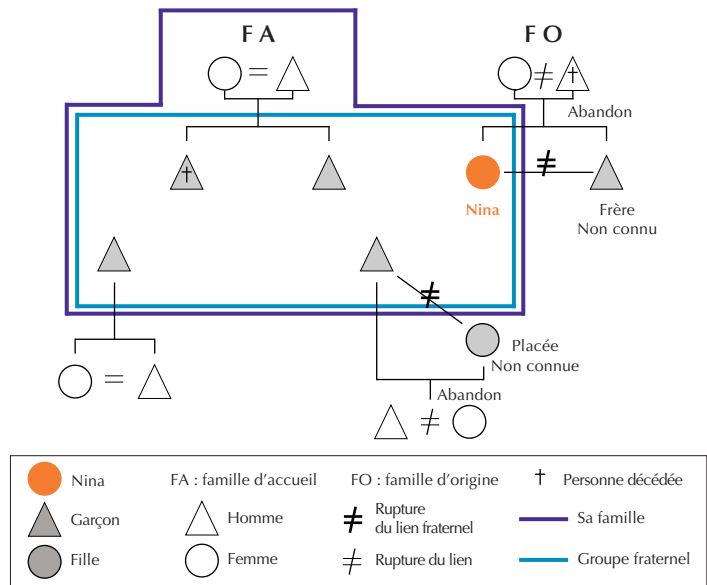 F A
F O
=
≠
†
Abandon
†
≠
Nina
Frère
Non connu
≠
Placée
Non connue
=
Abandon
≠
Nina
FA : famille d’accueil
FO : famille d’origine
† Personne décédée
Garçon
Homme
≠ Rupture
du lien fraternel
Sa famille
Fille
Femme
≠ Rupture du lien
Groupe fraternel